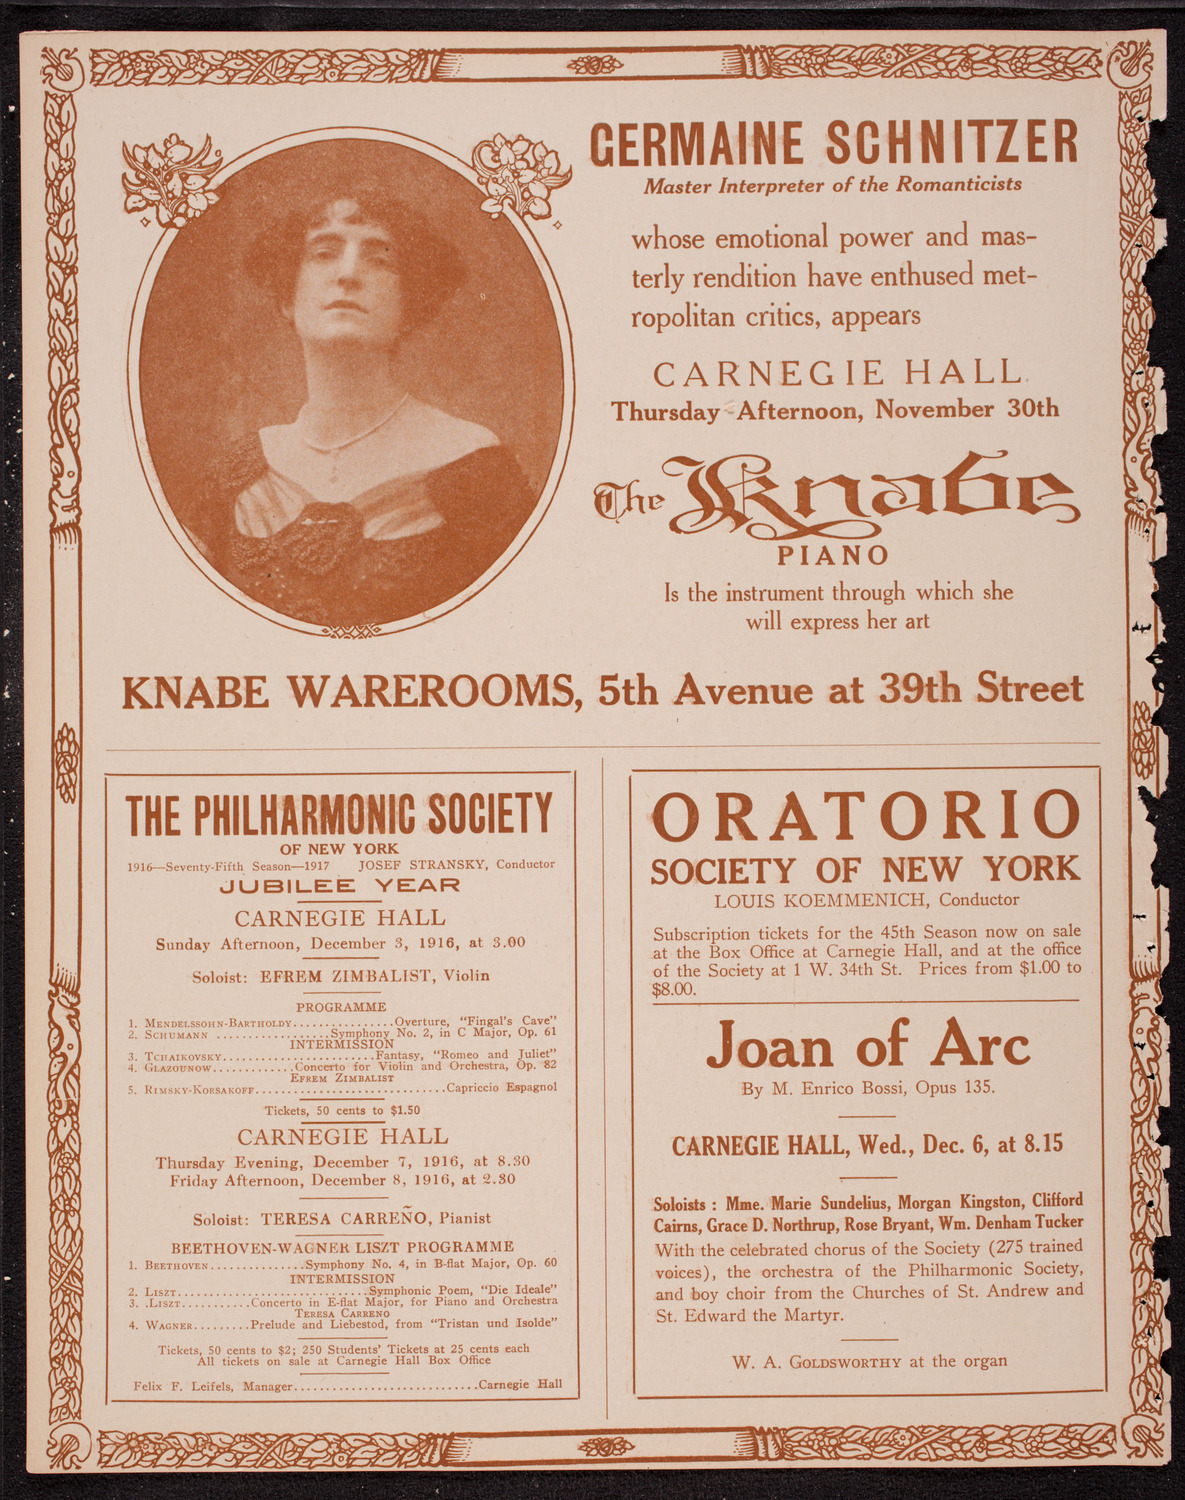 GERMAINE SCHNITZER
Master Interpreter of the Romanticists
whose emotional power and mas-
terly rendition have enthused met-
ropolitan critics, appears
CARNEGIE HALL
Thursday Afternoon, November 30th
The Knabe
PIANO
Is the instrument through which she
will express her art
KNABE WAREROOMS, 5th Avenue at 39th Street
THE PHILHARMONIC SOCIETY
OF NEW YORK
1916—Seventy-Fifth Season—1917 JOSEF STRANSKY, Conductor
JUBILEE YEAR
CARNEGIE HALL
Sunday Afternoon, December 3, 1916, at 3.00
Soloist: EFREM ZIMBALIST, Violin
PROGRAMME
1. MENDELSSOHN-BARTHOLDY................Overture, "Fingal's Cave"
2. SCHUMANN ..................Symphony No. 2, in C Major, Op. 61
INTERMISSION
3. TCHAIKOVSKY........................Fantasy, "Romeo and Juliet"
4. GLAZOUNOW.............Concerto for Violin and Orchestra, Op. 82
EFREM ZIMBALIST
5. RIMSKY-KORSAKOFF..............................Capriccio Espagnol
Tickets, 50 cents to $1.50
CARNEGIE HALL
Thursday Evening, December 7, 1916, at 8.30
Friday Afternoon, December 8, 1916, at 2.30
Soloist: TERESA CARREÑO, Pianist
BEETHOVEN-WAGNER LISZT PROGRAMME
1. BEETHOVEN...............Symphony No. 4, in B-flat Major, Op. 60
INTERMISSION
2. LISZT..............................Symphonic Poem, "Die Ideale"
3. .LISZT...........Concerto in E-flat Major, for Piano and Orchestra
TERESA CARRENO
4. WAGNER.........Prelude and Liebestod, from "Tristan und Isolde"
Tickets, 50 cents to $2; 250 Students' Tickets at 25 cents each
All tickets on sale at Carnegie Hall Box Office
Felix F. Leifels, Manager.............................Carnegie Hall
ORATORIO
SOCIETY OF NEW YORK
LOUIS KOEMMENICH, Conductor
Subscription tickets for the 45th Season now on sale
at the Box Office at Carnegie Hall, and at the office
of the Society at 1 W. 34th St. Prices from $1.00 to
$8.00.
Joan of Arc
By M. Enrico Bossi, Opus 135.
CARNEGIE HALL, Wed., Dec. 6, at 8.15
Soloists : Mme. Marie Sundelius, Morgan Kingston, Clifford
Cairns, Grace D. Northrup, Rose Bryant, Wm. Denham Tucker
With the celebrated chorus of the Society (275 trained
voices), the orchestra of the Philharmonic Society,
and boy choir from the Churches of St. Andrew and
St. Edward the Martyr.
W. A. GOLDSWORTHY at the organ